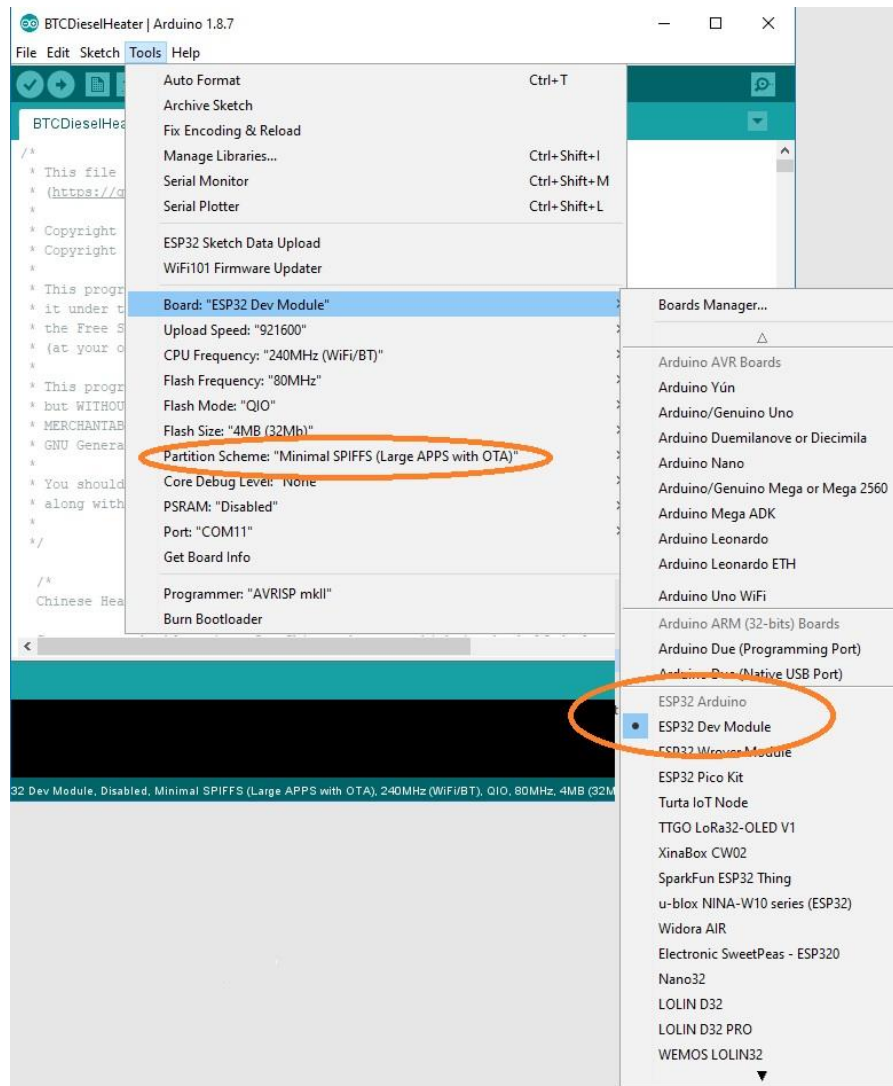 BTCDieselHeater | Arduino 1.8.7
File Edit Sketch Tools Help
BTCDieselHea
Auto Format Ctrl+T
Archive Sketch
Fix Encoding & Reload
Manage Libraries... Ctrl+Shift+I
Serial Monitor Ctrl+Shift+M
Serial Plotter Ctrl+Shift+L
ESP32 Sketch Data Upload
WiFi101 Firmware Updater
Board: "ESP32 Dev Module"
Upload Speed: "921600"
CPU Frequency: "240MHz (WiFi/BT)"
Flash Frequency: "80MHz"
Flash Mode: "QIO"
Flash Size: "4MB (32Mb)"
Partition Scheme: "Minimal SPIFFS (Large APPS with OTA)"
Core Debug Level: "None"
PSRAM: "Disabled"
Port: "COM11"
Get Board Info
Programmer: "AVRISP mkII"
Burn Bootloader
/*
* This file
* (https://g
*
* Copyright
* Copyright
*
* This progr
* it under t
* the Free S
* (at your o
*
* This progr
* but WITHOU
* MERCHANTAB
* GNU Genera
*
* You should
* along with
*
*/
/*
Chinese Hea
Boards Manager...
Arduino AVR Boards
Arduino Yún
Arduino/Genuino Uno
Arduino Duemilanove or Diecimila
Arduino Nano
Arduino/Genuino Mega or Mega 2560
Arduino Mega ADK
Arduino Leonardo
Arduino Leonardo ETH
Arduino Uno WiFi
Arduino ARM (32-bits) Boards
Arduino Due (Programming Port)
Arduino Due (Native USB Port)
ESP32 Arduino
ESP32 Dev Module
ESP32 Wrover Module
ESP32 Pico Kit
Turta IoT Node
TTGO LoRa32-OLED V1
XinaBox CW02
SparkFun ESP32 Thing
u-blox NINA-W10 series (ESP32)
Widora AIR
Electronic SweetPeas - ESP320
Nano32
LOLIN D32
LOLIN D32 PRO
WEMOS LOLIN32
32 Dev Module, Disabled, Minimal SPIFFS (Large APPS with OTA), 240MHz (WiFi/BT), QIO, 80MHz, 4MB (32M